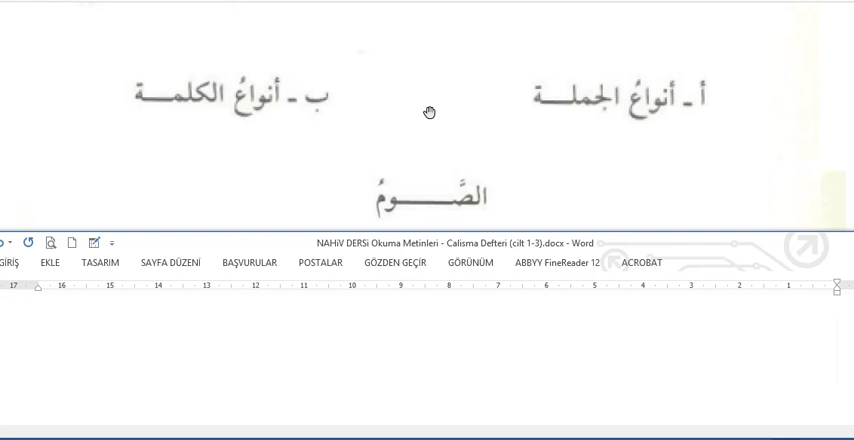 أ ـ أنواعُ الجملـــة ب ـ أنواعُ الكلمـــة
الصَّـــــومُ
NAHiV DERSi Okuma Metinleri - Calisma Defteri (cilt 1-3).docx - Word
GİRİŞ EKLE TASARIM SAYFA DÜZENİ BAŞVURULAR POSTALAR GÖZDEN GEÇİR GÖRÜNÜM ABBYY FineReader 12 ACROBAT
17 16 15 14 13 12 11 10 9 8 7 6 5 4 3 2 1